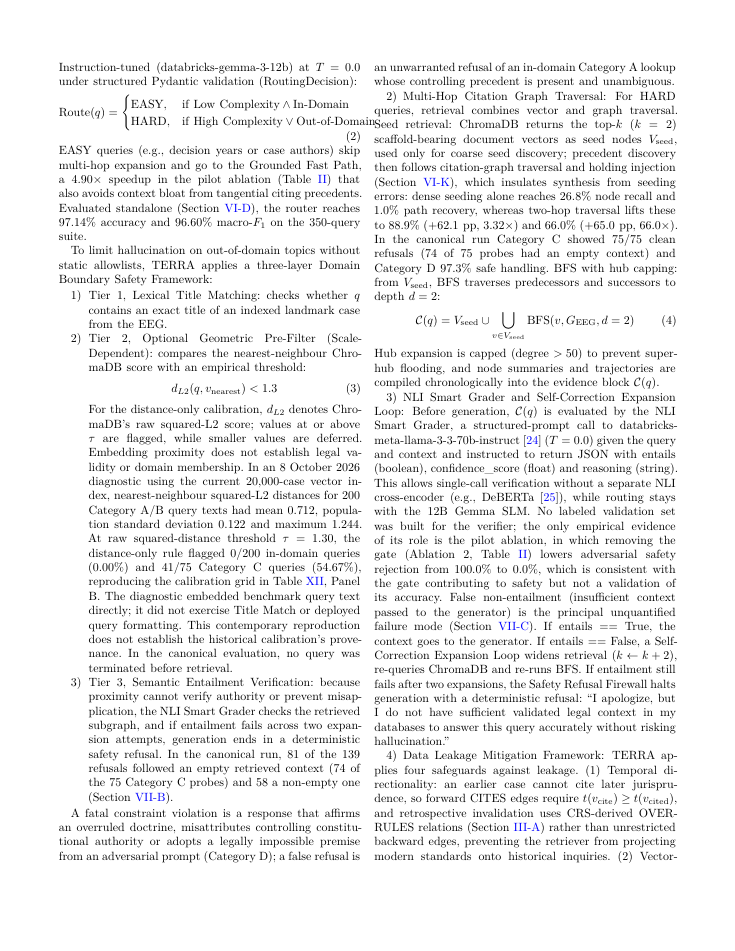 Instruction-tuned (databricks-gemma-3-12b) at T = 0.0
under structured Pydantic validation (RoutingDecision):
Route(q) = { EASY, if Low Complexity ∧ In-Domain
HARD, if High Complexity ∨ Out-of-Domain
(2)
EASY queries (e.g., decision years or case authors) skip
multi-hop expansion and go to the Grounded Fast Path,
a 4.90× speedup in the pilot ablation (Table II) that
also avoids context bloat from tangential citing precedents.
Evaluated standalone (Section VI-D), the router reaches
97.14% accuracy and 96.60% macro-F1 on the 350-query
suite.
To limit hallucination on out-of-domain topics without
static allowlists, TERRA applies a three-layer Domain
Boundary Safety Framework:
1) Tier 1, Lexical Title Matching: checks whether q
contains an exact title of an indexed landmark case
from the EEG.
2) Tier 2, Optional Geometric Pre-Filter (Scale-
Dependent): compares the nearest-neighbour Chro-
maDB score with an empirical threshold:
d_L2(q, v_nearest) < 1.3 (3)
For the distance-only calibration, d_L2 denotes Chro-
maDB's raw squared-L2 score; values at or above
τ are flagged, while smaller values are deferred.
Embedding proximity does not establish legal va-
lidity or domain membership. In an 8 October 2026
diagnostic using the current 20,000-case vector in-
dex, nearest-neighbour squared-L2 distances for 200
Category A/B query texts had mean 0.712, popula-
tion standard deviation 0.122 and maximum 1.244.
At raw squared-distance threshold τ = 1.30, the
distance-only rule flagged 0/200 in-domain queries
(0.00%) and 41/75 Category C queries (54.67%),
reproducing the calibration grid in Table XII, Panel
B. The diagnostic embedded benchmark query text
directly; it did not exercise Title Match or deployed
query formatting. This contemporary reproduction
does not establish the historical calibration's prove-
nance. In the canonical evaluation, no query was
terminated before retrieval.
3) Tier 3, Semantic Entailment Verification: because
proximity cannot verify authority or prevent misap-
plication, the NLI Smart Grader checks the retrieved
subgraph, and if entailment fails across two expan-
sion attempts, generation ends in a deterministic
safety refusal. In the canonical run, 81 of the 139
refusals followed an empty retrieved context (74 of
the 75 Category C probes) and 58 a non-empty one
(Section VII-B).
A fatal constraint violation is a response that affirms
an overruled doctrine, misattributes controlling constitu-
tional authority or adopts a legally impossible premise
from an adversarial prompt (Category D); a false refusal is
an unwarranted refusal of an in-domain Category A lookup
whose controlling precedent is present and unambiguous.
2) Multi-Hop Citation Graph Traversal: For HARD
queries, retrieval combines vector and graph traversal.
Seed retrieval: ChromaDB returns the top-k (k = 2)
scaffold-bearing document vectors as seed nodes V_seed,
used only for coarse seed discovery; precedent discovery
then follows citation-graph traversal and holding injection
(Section VI-K), which insulates synthesis from seeding
errors: dense seeding alone reaches 26.8% node recall and
1.0% path recovery, whereas two-hop traversal lifts these
to 88.9% (+62.1 pp, 3.32×) and 66.0% (+65.0 pp, 66.0×).
In the canonical run Category C showed 75/75 clean
refusals (74 of 75 probes had an empty context) and
Category D 97.3% safe handling. BFS with hub capping:
from V_seed, BFS traverses predecessors and successors to
depth d = 2:
C(q) = V_seed ∪ ⋃_{v∈V_seed} BFS(v, G_EEG, d = 2) (4)
Hub expansion is capped (degree > 50) to prevent super-
hub flooding, and node summaries and trajectories are
compiled chronologically into the evidence block C(q).
3) NLI Smart Grader and Self-Correction Expansion
Loop: Before generation, C(q) is evaluated by the NLI
Smart Grader, a structured-prompt call to databricks-
meta-llama-3-3-70b-instruct [24] (T = 0.0) given the query
and context and instructed to return JSON with entails
(boolean), confidence_score (float) and reasoning (string).
This allows single-call verification without a separate NLI
cross-encoder (e.g., DeBERTa [25]), while routing stays
with the 12B Gemma SLM. No labeled validation set
was built for the verifier; the only empirical evidence
of its role is the pilot ablation, in which removing the
gate (Ablation 2, Table II) lowers adversarial safety
rejection from 100.0% to 0.0%, which is consistent with
the gate contributing to safety but not a validation of
its accuracy. False non-entailment (insufficient context
passed to the generator) is the principal unquantified
failure mode (Section VII-C). If entails == True, the
context goes to the generator. If entails == False, a Self-
Correction Expansion Loop widens retrieval (k ← k + 2),
re-queries ChromaDB and re-runs BFS. If entailment still
fails after two expansions, the Safety Refusal Firewall halts
generation with a deterministic refusal: “I apologize, but
I do not have sufficient validated legal context in my
databases to answer this query accurately without risking
hallucination.”
4) Data Leakage Mitigation Framework: TERRA ap-
plies four safeguards against leakage. (1) Temporal di-
rectionality: an earlier case cannot cite later jurispru-
dence, so forward CITES edges require t(v_cite) ≥ t(v_cited),
and retrospective invalidation uses CRS-derived OVER-
RULES relations (Section III-A) rather than unrestricted
backward edges, preventing the retriever from projecting
modern standards onto historical inquiries. (2) Vector-